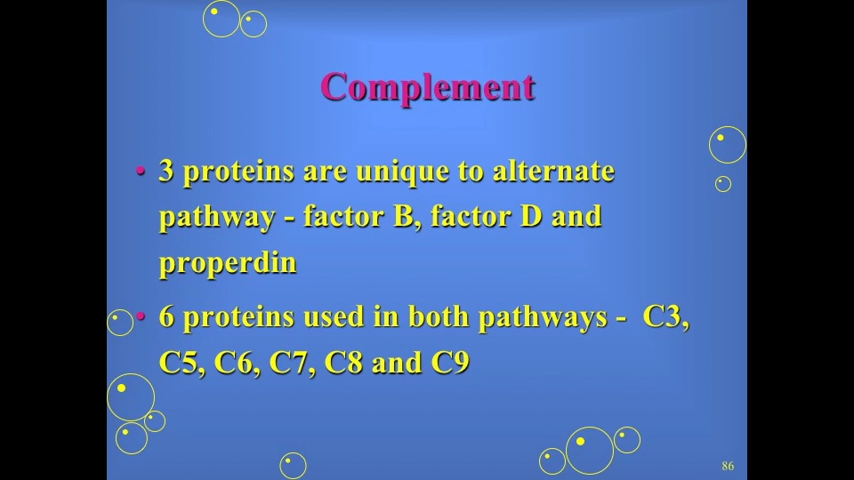 Complement
• 3 proteins are unique to alternate
pathway - factor B, factor D and
properdin
• 6 proteins used in both pathways - C3,
C5, C6, C7, C8 and C9
86